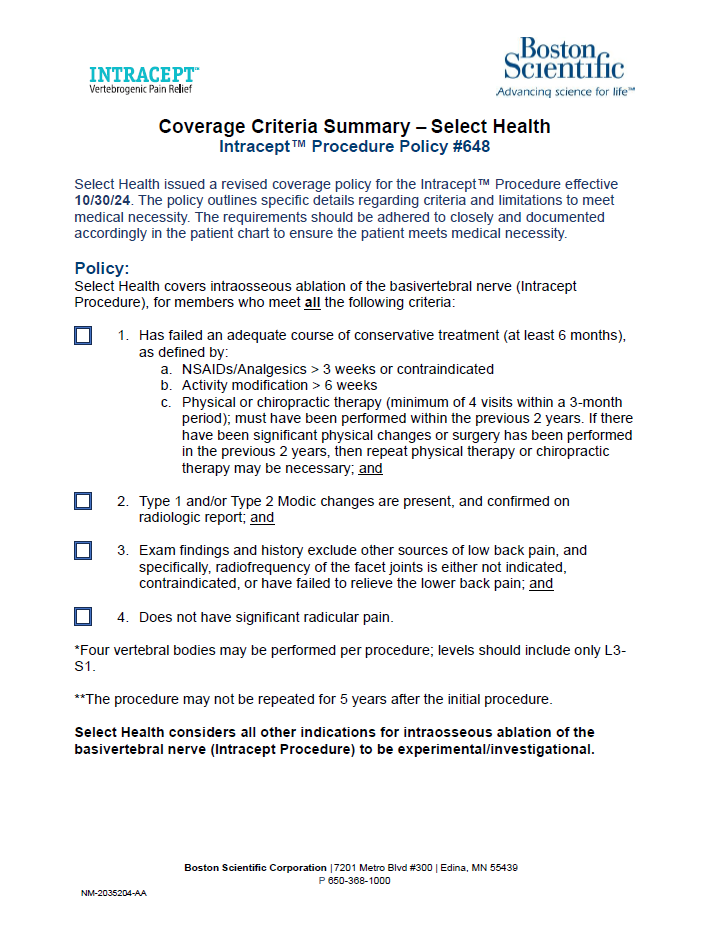 INTRACEPT™
Vertebrogenic Pain Relief
Boston
Scientific
Advancing science for life™
Coverage Criteria Summary – Select Health
Intracept™ Procedure Policy #648
Select Health issued a revised coverage policy for the Intracept™ Procedure effective
10/30/24. The policy outlines specific details regarding criteria and limitations to meet
medical necessity. The requirements should be adhered to closely and documented
accordingly in the patient chart to ensure the patient meets medical necessity.
Policy:
Select Health covers intraosseous ablation of the basivertebral nerve (Intracept
Procedure), for members who meet all the following criteria:
1. Has failed an adequate course of conservative treatment (at least 6 months),
as defined by:
a. NSAIDs/Analgesics > 3 weeks or contraindicated
b. Activity modification > 6 weeks
c. Physical or chiropractic therapy (minimum of 4 visits within a 3-month
period); must have been performed within the previous 2 years. If there
have been significant physical changes or surgery has been performed
in the previous 2 years, then repeat physical therapy or chiropractic
therapy may be necessary; and
2. Type 1 and/or Type 2 Modic changes are present, and confirmed on
radiologic report; and
3. Exam findings and history exclude other sources of low back pain, and
specifically, radiofrequency of the facet joints is either not indicated,
contraindicated, or have failed to relieve the lower back pain; and
4. Does not have significant radicular pain.
*Four vertebral bodies may be performed per procedure; levels should include only L3-
S1.
**The procedure may not be repeated for 5 years after the initial procedure.
Select Health considers all other indications for intraosseous ablation of the
basivertebral nerve (Intracept Procedure) to be experimental/investigational.
Boston Scientific Corporation | 7201 Metro Blvd #300 | Edina, MN 55439
P 650-368-1000
NM-2035204-AA